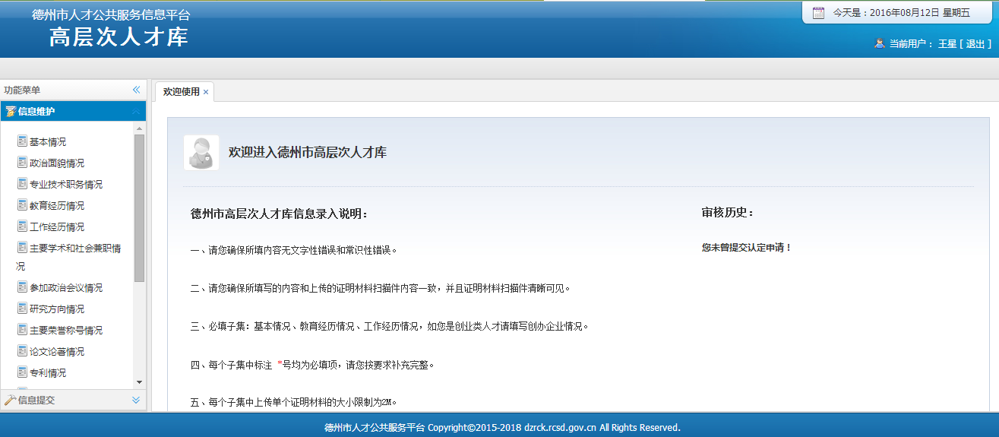 德州市人才公共服务信息平台
高层次人才库
今天是：2016年08月12日 星期五
当前用户： 王星 [ 退出 ]
功能菜单
信息维护
基本情况
政治面貌情况
专业技术职务情况
教育经历情况
工作经历情况
主要学术和社会兼职情
况
参加政治会议情况
研究方向情况
主要荣誉称号情况
论文论著情况
专利情况
信息提交
欢迎使用 ×
欢迎进入德州市高层次人才库
德州市高层次人才库信息录入说明：
一、请您确保所填内容无文字性错误和常识性错误。
二、请您确保所填写的内容和上传的证明材料扫描件内容一致，并且证明材料扫描件清晰可见。
三、必填子集：基本情况、教育经历情况、工作经历情况，如您是创业类人才请填写创办企业情况。
四、每个子集中标注 *号均为必填项，请您按要求补充完整。
五、每个子集中上传单个证明材料的大小限制为2M。
审核历史：
您未曾提交认定申请！
德州市人才公共服务平台 Copyright©2015-2018 dzrck.rcsd.gov.cn All Rights Reserved.